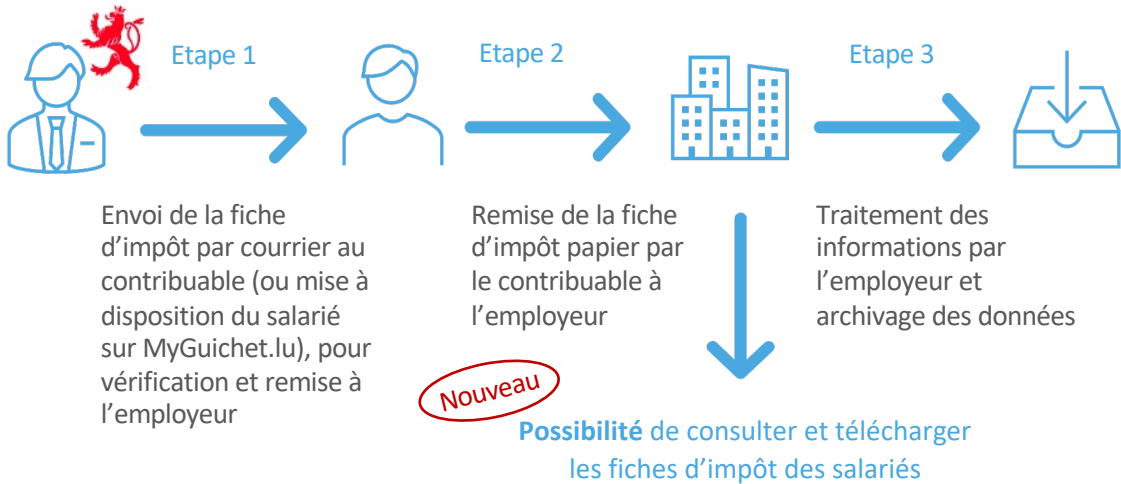 Etape 1
Etape 2
Etape 3
Envoi de la fiche
d’impôt par courrier au
contribuable (ou mise à
disposition du salarié
sur MyGuichet.lu), pour
vérification et remise à
l’employeur
Remise de la fiche
d’impôt papier par
le contribuable à
l’employeur
Traitement des
informations par
l’employeur et
archivage des données
Nouveau
Possibilité de consulter et télécharger
les fiches d’impôt des salariés